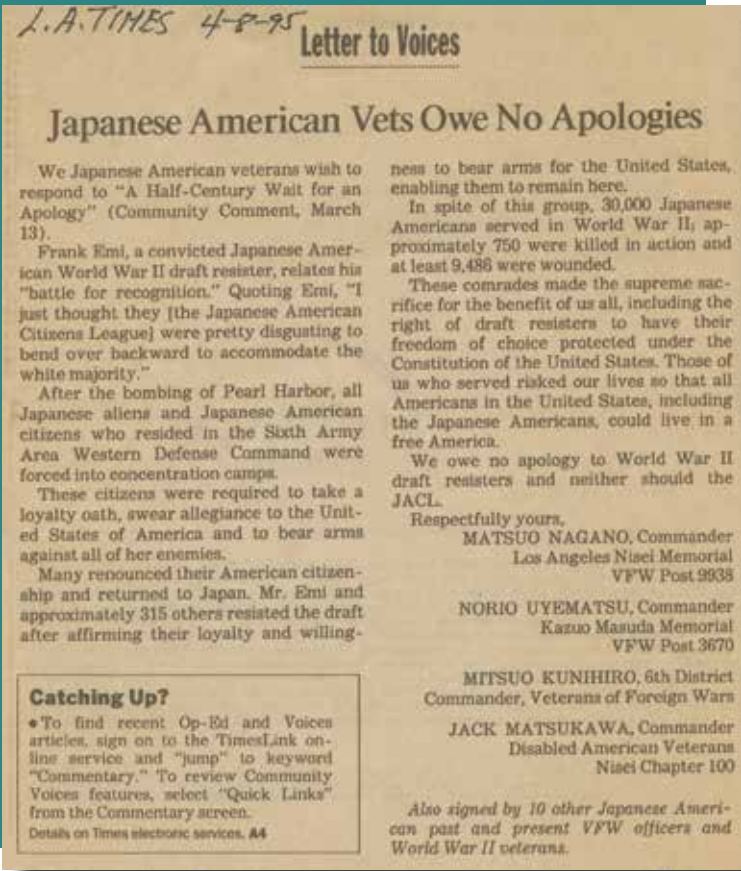 L.A. TIMES 4-8-95
Letter to Voices
Japanese American Vets Owe No Apologies
We Japanese American veterans wish to
respond to "A Half-Century Wait for an
Apology" (Community Comment, March
13).
Frank Emi, a convicted Japanese Amer-
ican World War II draft resister, relates his
"battle for recognition." Quoting Emi, "I
just thought they [the Japanese American
Citizens League] were pretty disgusting to
bend over backward to accommodate the
white majority."
After the bombing of Pearl Harbor, all
Japanese aliens and Japanese American
citizens who resided in the Sixth Army
Area Western Defense Command were
forced into concentration camps.
These citizens were required to take a
loyalty oath, swear allegiance to the Unit-
ed States of America and to bear arms
against all of her enemies.
Many renounced their American citizen-
ship and returned to Japan. Mr. Emi and
approximately 315 others resisted the draft
after affirming their loyalty and willing-
ness to bear arms for the United States,
enabling them to remain here.
In spite of this group, 30,000 Japanese
Americans served in World War II; ap-
proximately 750 were killed in action and
at least 9,486 were wounded.
These comrades made the supreme sac-
rifice for the benefit of us all, including the
right of draft resisters to have their
freedom of choice protected under the
Constitution of the United States. Those of
us who served risked our lives so that all
Americans in the United States, including
the Japanese Americans, could live in a
free America.
We owe no apology to World War II
draft resisters and neither should the
JACL.
Respectfully yours,
MATSUO NAGANO, Commander
Los Angeles Nisei Memorial
VFW Post 9938
NORIO UYEMATSU, Commander
Kazuo Masuda Memorial
VFW Post 3670
MITSUO KUNIHIRO, 6th District
Commander, Veterans of Foreign Wars
JACK MATSUKAWA, Commander
Disabled American Veterans
Nisei Chapter 100
Also signed by 10 other Japanese Ameri-
can past and present VFW officers and
World War II veterans.
Catching Up?
• To find recent Op-Ed and Voices
articles, sign on to the TimesLink on-
line service and "jump" to keyword
"Commentary." To review Community
Voices features, select "Quick Links"
from the Commentary screen.
Details on Times electronic services, A4